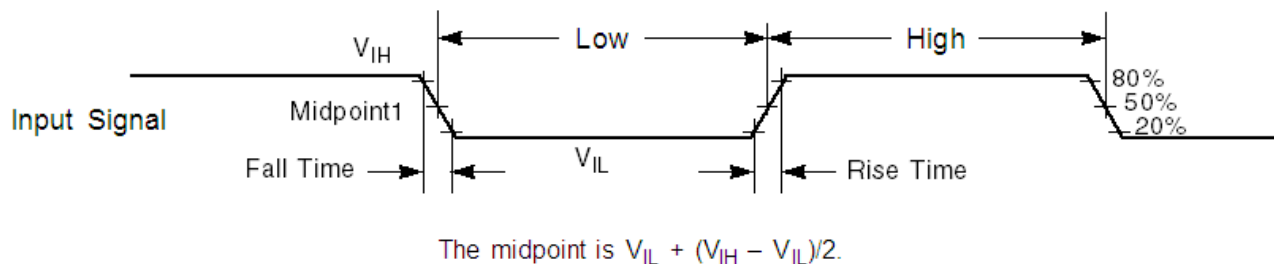 Low
High
VIH
80%
Input Signal
Midpoint1
50%
20%
Fall Time
VIL
Rise Time
The midpoint is VIL + (VIH – VIL)/2.